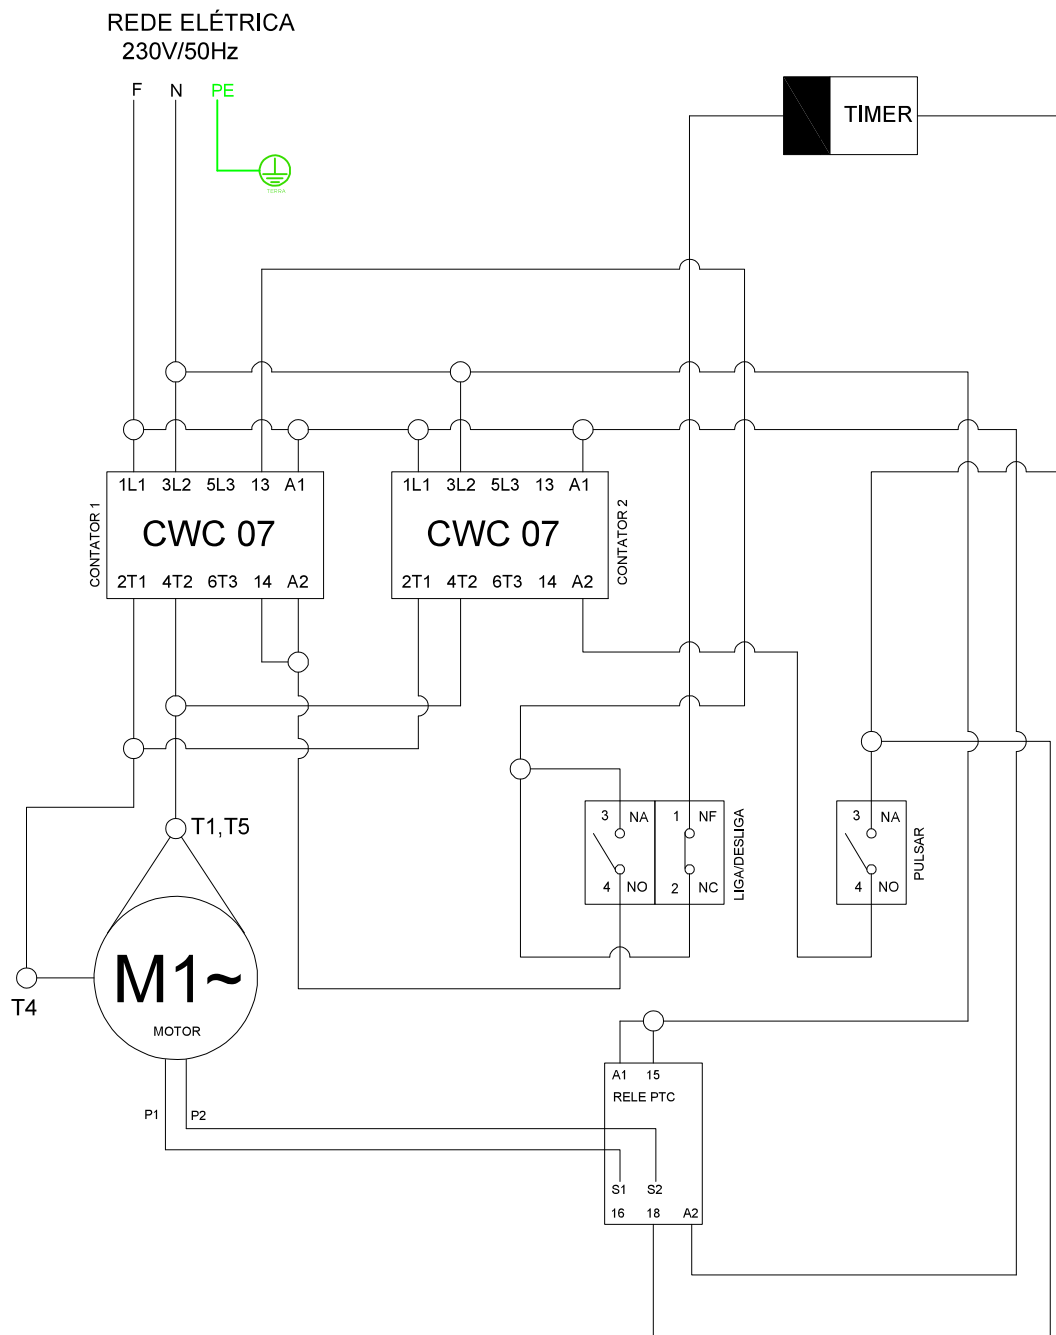 REDE ELÉTRICA
230V/50Hz
F N PE
TERRA
TIMER
1L1 3L2 5L3 13 A1
CWC 07
2T1 4T2 6T3 14 A2
CONTATOR 1
1L1 3L2 5L3 13 A1
CWC 07
2T1 4T2 6T3 14 A2
CONTATOR 2
T1,T5
M1~
MOTOR
T4
P1 P2
3 NA
4 NO
1 NF
2 NC
LIGA/DESLIGA
3 NA
4 NO
PULSAR
A1 15
RELE PTC
S1 S2
16 18 A2